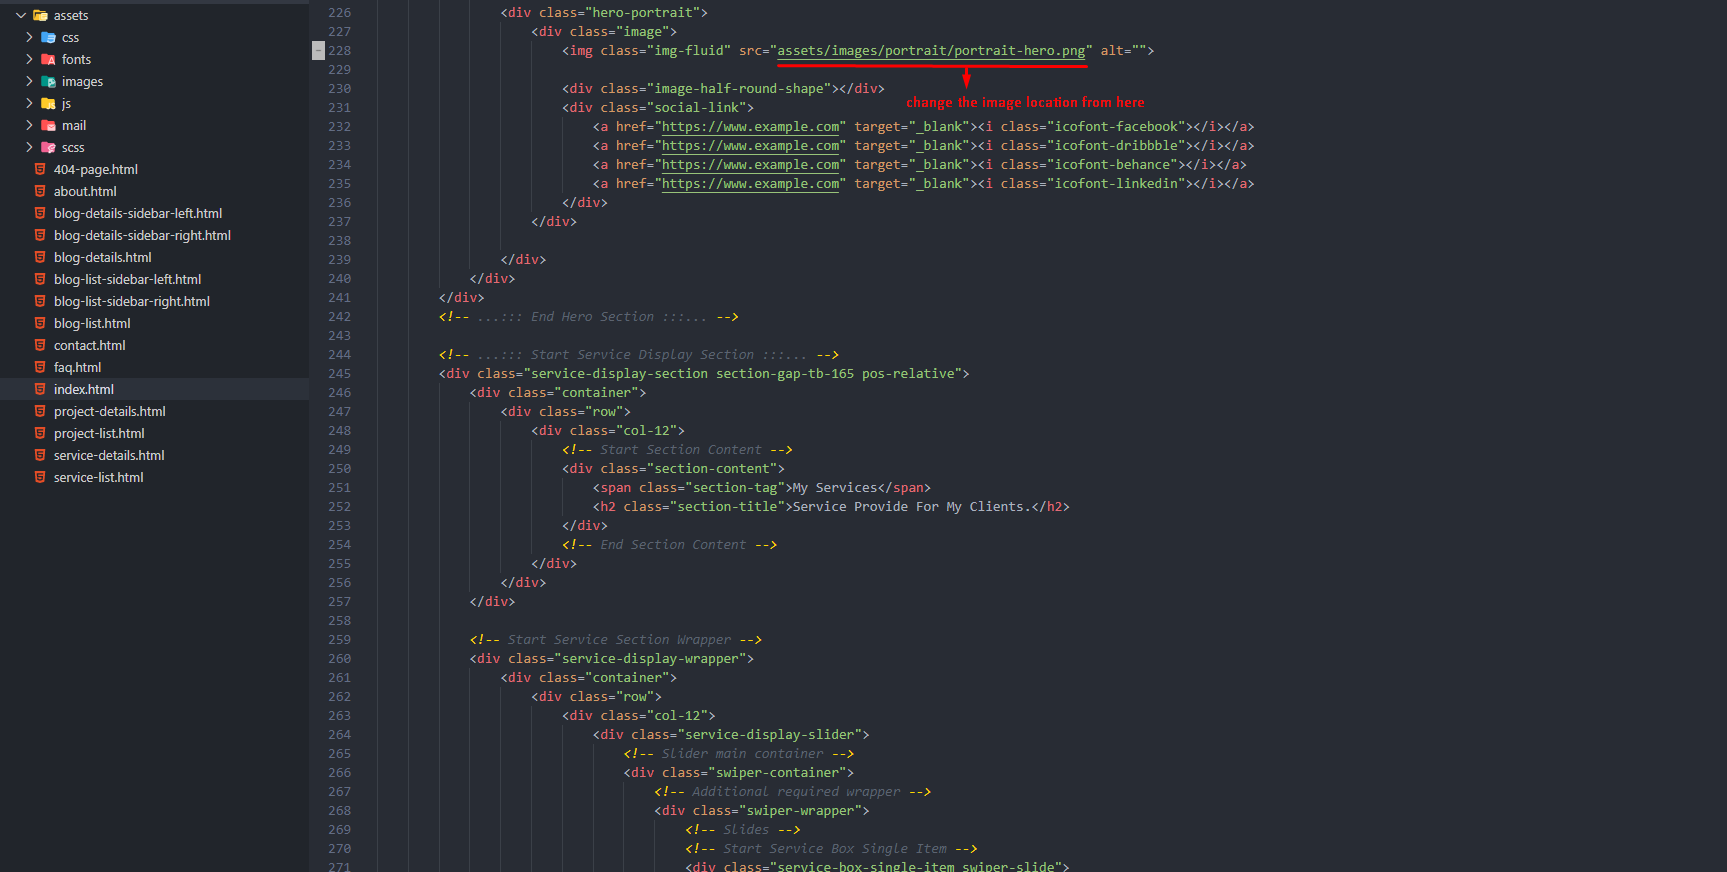 assets
css
fonts
images
js
mail
scss
404-page.html
about.html
blog-details-sidebar-left.html
blog-details-sidebar-right.html
blog-details.html
blog-list-sidebar-left.html
blog-list-sidebar-right.html
blog-list.html
contact.html
faq.html
index.html
project-details.html
project-list.html
service-details.html
service-list.html
226 <div class="hero-portrait">
227 <div class="image">
228 <img class="img-fluid" src="assets/images/portrait/portrait-hero.png" alt="">
229
230 <div class="image-half-round-shape"></div>
change the image location from here
231 <div class="social-link">
232 <a href="https://www.example.com" target="_blank"><i class="icofont-facebook"></i></a>
233 <a href="https://www.example.com" target="_blank"><i class="icofont-dribbble"></i></a>
234 <a href="https://www.example.com" target="_blank"><i class="icofont-behance"></i></a>
235 <a href="https://www.example.com" target="_blank"><i class="icofont-linkedin"></i></a>
236 </div>
237 </div>
238
239 </div>
240 </div>
241 </div>
242 <!-- ...::: End Hero Section :::... -->
243
244 <!-- ...::: Start Service Display Section :::... -->
245 <div class="service-display-section section-gap-tb-165 pos-relative">
246 <div class="container">
247 <div class="row">
248 <div class="col-12">
249 <!-- Start Section Content -->
250 <div class="section-content">
251 <span class="section-tag">My Services</span>
252 <h2 class="section-title">Service Provide For My Clients.</h2>
253 </div>
254 <!-- End Section Content -->
255 </div>
256 </div>
257 </div>
258
259 <!-- Start Service Section Wrapper -->
260 <div class="service-display-wrapper">
261 <div class="container">
262 <div class="row">
263 <div class="col-12">
264 <div class="service-display-slider">
265 <!-- Slider main container -->
266 <div class="swiper-container">
267 <!-- Additional required wrapper -->
268 <div class="swiper-wrapper">
269 <!-- Slides -->
270 <!-- Start Service Box Single Item -->
271 <div class="service-box-single-item swiper-slide">